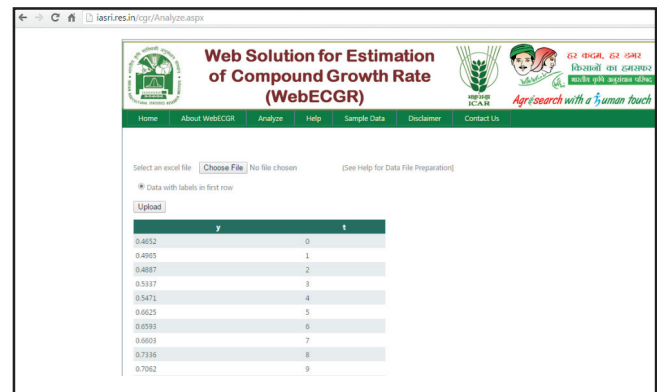 iasri.res.in/cgr/Analyze.aspx
Web Solution for Estimation
of Compound Growth
Rate
(WebECGR)
ICAR
हर कदम, हर डगर
किसानों का हमसफर
भारतीय कृषि अनुसंधान परिषद
Agrisearch with a human touch
Home About WebECGR Analyze Help Sample Data Disclaimer Contact Us
Select an excel file Choose File No file chosen (See Help for Data File Preparation)
Data with labels in first row
Upload
y t
0.4652 0
0.4965 1
0.4887 2
0.5337 3
0.5471 4
0.6625 5
0.6593 6
0.6603 7
0.7336 8
0.7062 9